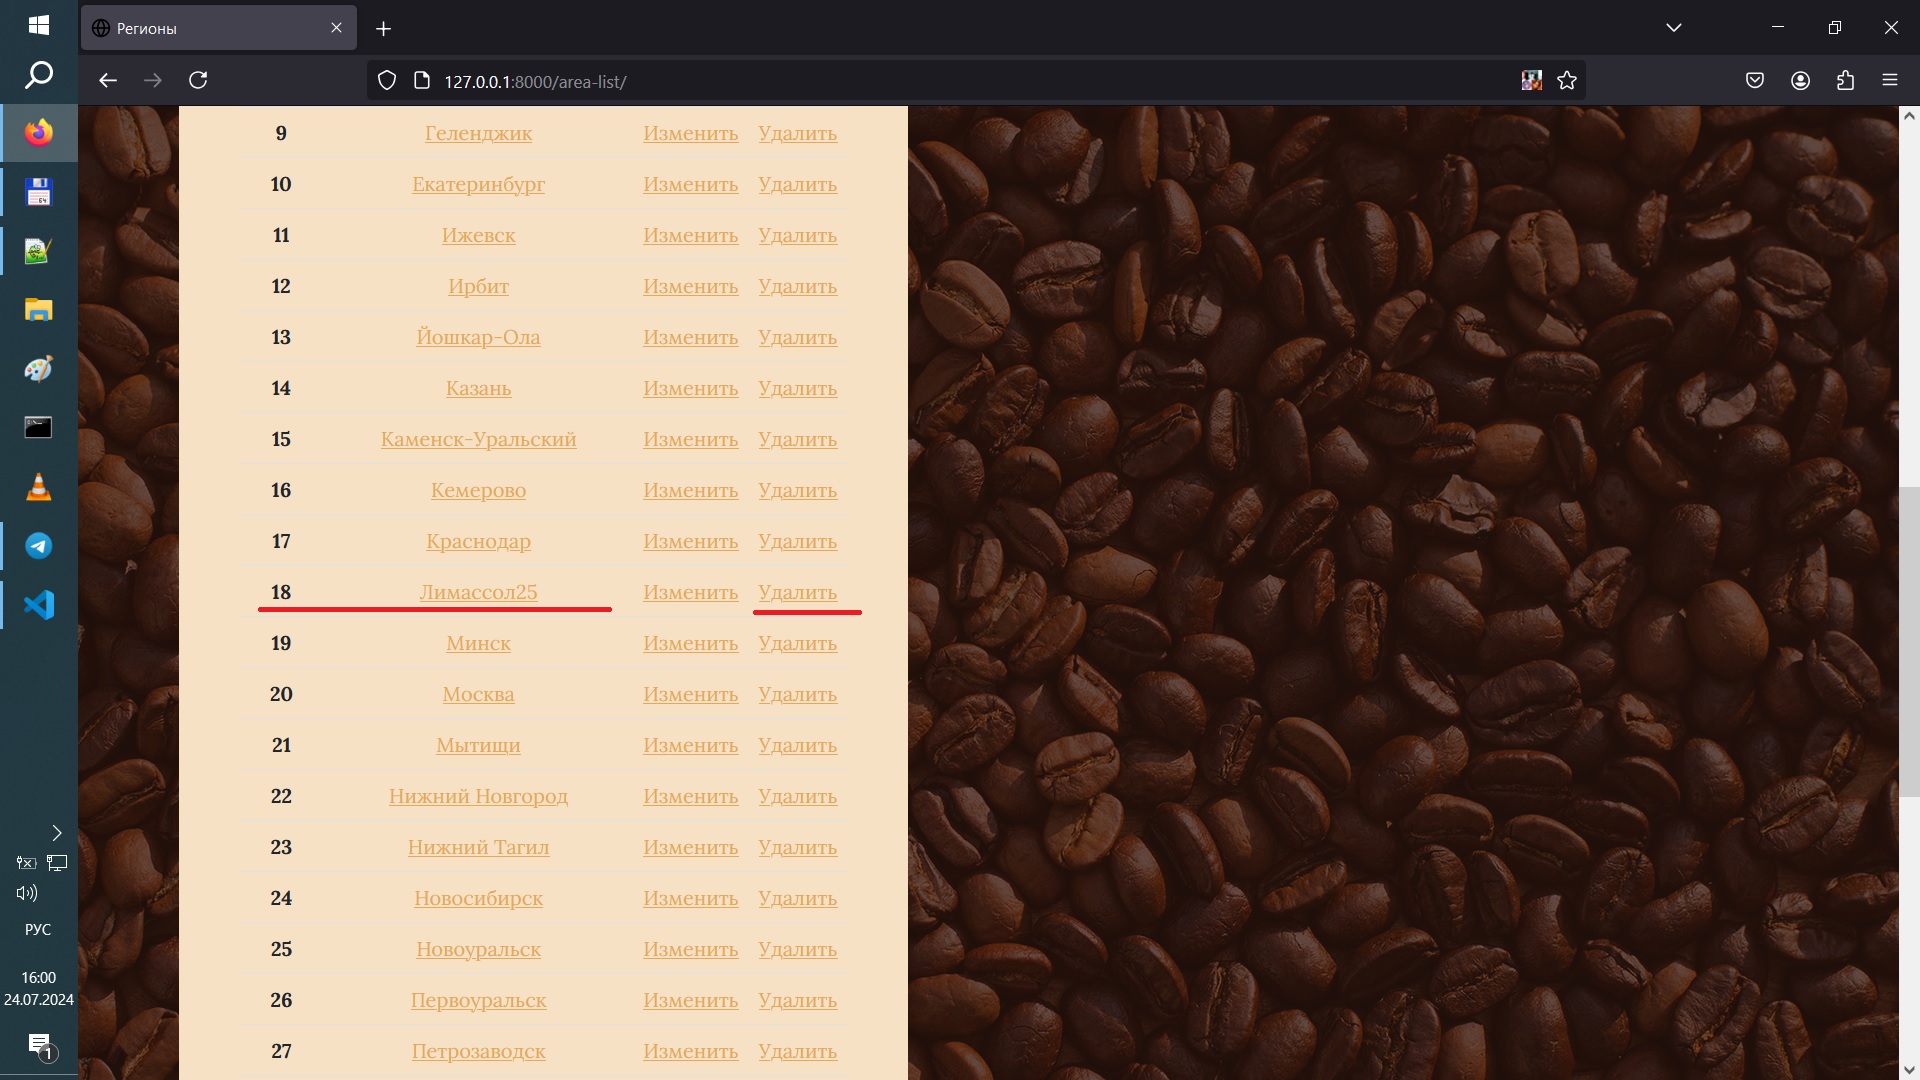 Регионы
127.0.0.1:8000/area-list/
9 Геленджик Изменить Удалить
10 Екатеринбург Изменить Удалить
11 Ижевск Изменить Удалить
12 Ирбит Изменить Удалить
13 Йошкар-Ола Изменить Удалить
14 Казань Изменить Удалить
15 Каменск-Уральский Изменить Удалить
16 Кемерово Изменить Удалить
17 Краснодар Изменить Удалить
18 Лимассол25 Изменить Удалить
19 Минск Изменить Удалить
20 Москва Изменить Удалить
21 Мытищи Изменить Удалить
22 Нижний Новгород Изменить Удалить
23 Нижний Тагил Изменить Удалить
24 Новосибирск Изменить Удалить
25 Новоуральск Изменить Удалить
26 Первоуральск Изменить Удалить
27 Петрозаводск Изменить Удалить
64
РУС
16:00
24.07.2024
1